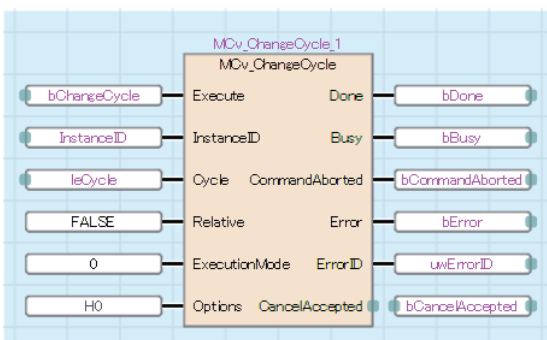 MCv_ChangeCycle_1
MCv_ChangeCycle
bChangeCycle Execute Done bDone
InstanceID InstanceID Busy bBusy
leCycle Cycle CommandAborted bCommandAborted
FALSE Relative Error bError
0 ExecutionMode ErrorID uwErrorID
H0 Options CancelAccepted bCancelAccepted